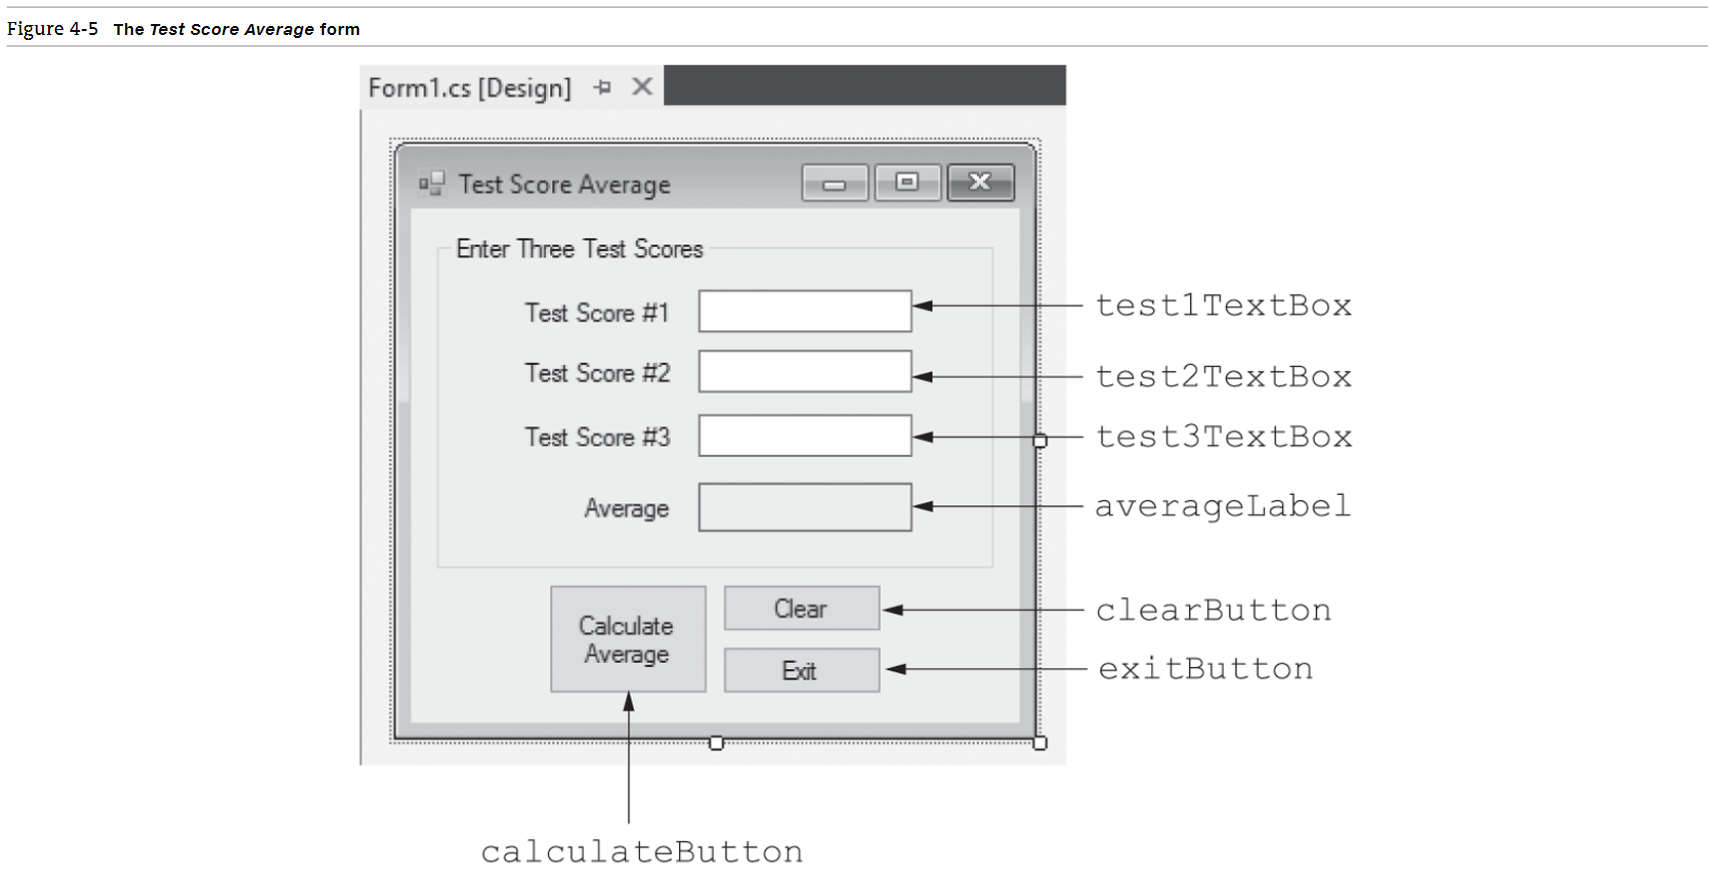 Figure 4-5 The Test Score Average form
Form1.cs [Design]
Test Score Average
Enter Three Test Scores
Test Score #1
test1TextBox
Test Score #2
test2TextBox
Test Score #3
test3TextBox
Average
averageLabel
Calculate
Average
Clear
clearButton
Exit
exitButton
calculateButton